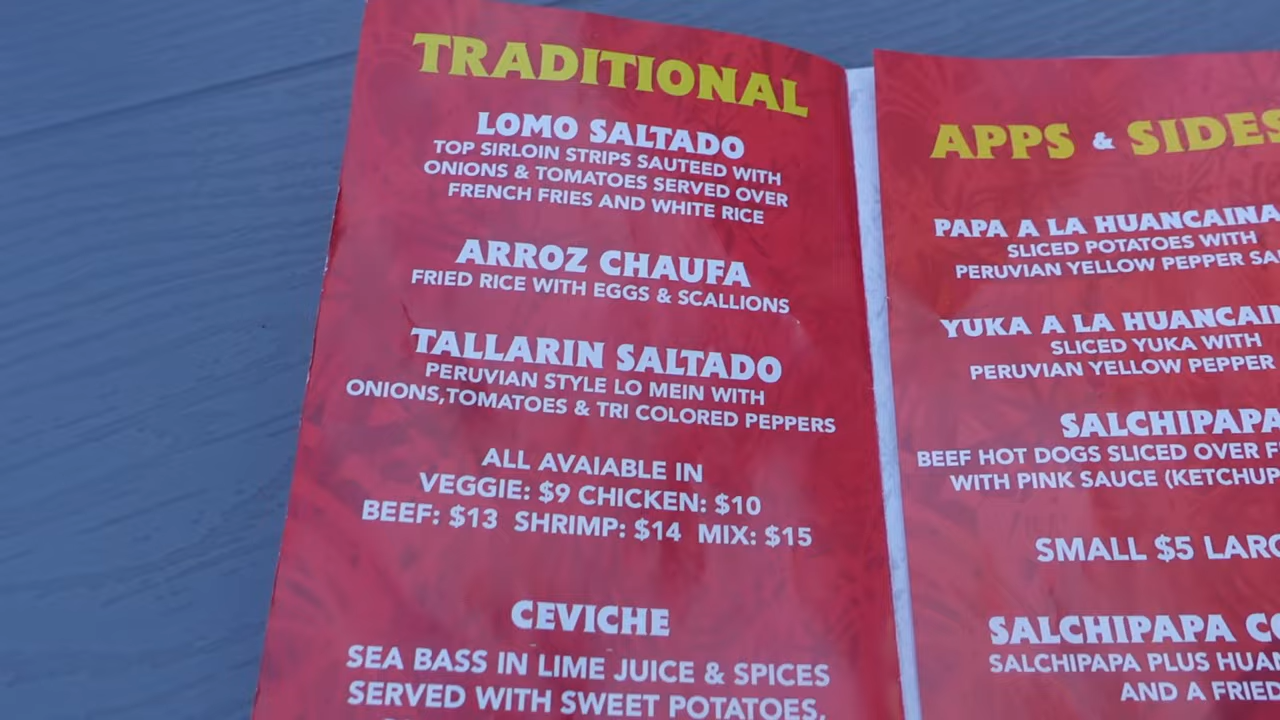 TRADITIONAL
LOMO SALTADO
TOP SIRLOIN STRIPS SAUTEED WITH
ONIONS & TOMATOES SERVED OVER
FRENCH FRIES AND WHITE RICE
ARROZ CHAUFA
FRIED RICE WITH EGGS & SCALLIONS
TALLARIN SALTADO
PERUVIAN STYLE LO MEIN WITH
ONIONS,TOMATOES & TRI COLORED PEPPERS
ALL AVAIABLE IN
VEGGIE: $9 CHICKEN: $10
BEEF: $13 SHRIMP: $14 MIX: $15
CEVICHE
SEA BASS IN LIME JUICE & SPICES
SERVED WITH SWEET POTATOES,
APPS & SIDES
PAPA A LA HUANCAINA
SLICED POTATOES WITH
PERUVIAN YELLOW PEPPER
YUKA A LA
SLICED YUKA WITH
PERUVIAN YELLOW PEPPER
SALCHIPAPA
BEEF HOT DOGS SLICED OVER
WITH PINK SAUCE (KETCHUP
SMALL $5
SALCHIPAPA
SALCHIPAPA PLUS
AND A FRIED